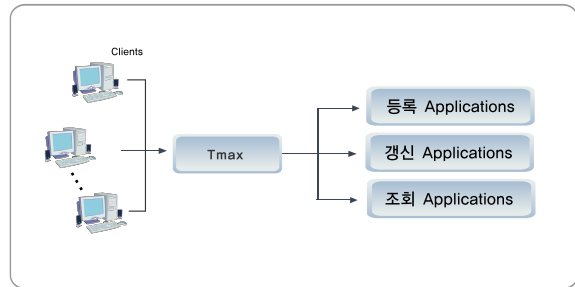 Clients
Tmax
등록 Applications
갱신 Applications
조회 Applications